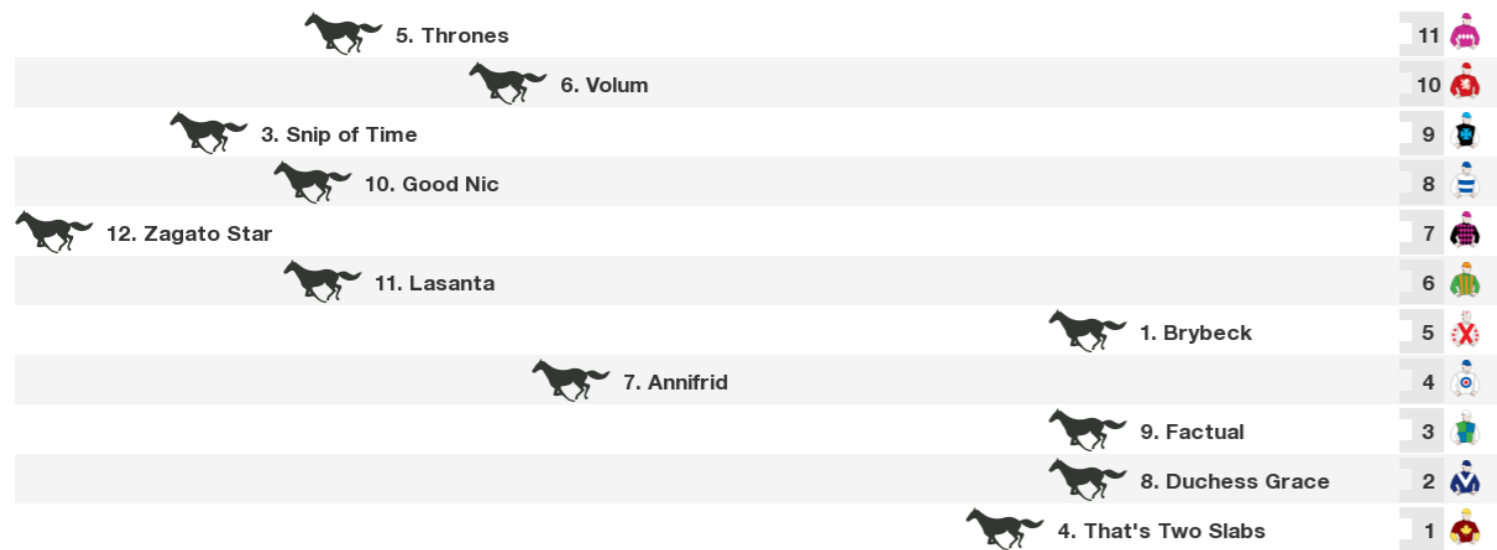 5. Thrones 11
6. Volum 10
3. Snip of Time 9
10. Good Nic 8
12. Zagato Star 7
11. Lasanta 6
1. Brybeck 5
7. Annifrid 4
9. Factual 3
8. Duchess Grace 2
4. That's Two Slabs 1